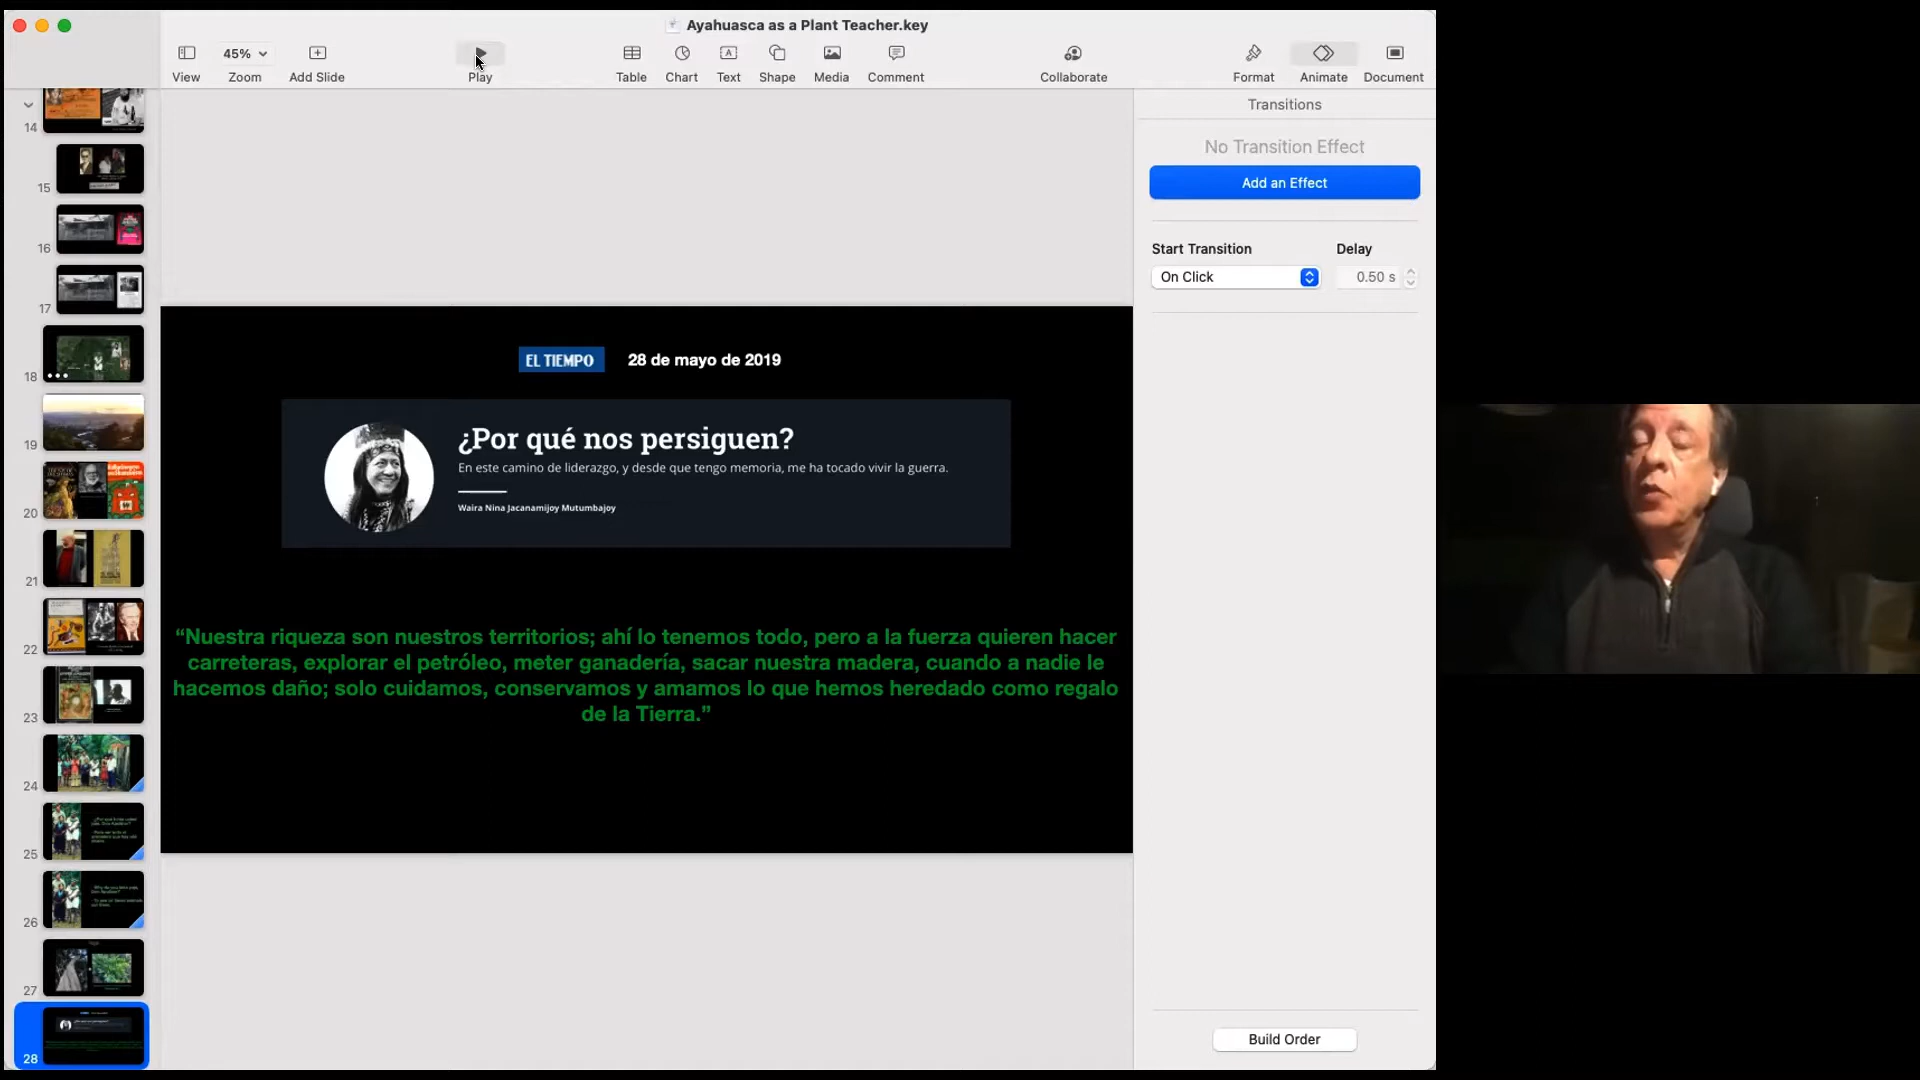 Ayahuasca as a Plant Teacher.key
45%
View
Zoom
Add Slide
Play
Table
Chart
Text
Shape
Media
Comment
Collaborate
Format
Animate
Document
14
15
16
17
18
19
20
21
22
23
24
25
26
27
28
EL TIEMPO
28 de mayo de 2019
¿Por qué nos persiguen?
En este camino de liderazgo, y desde que tengo memoria, me ha tocado vivir la guerra.
Waira Nina Jacanamijoy Mutumbajoy
“Nuestra riqueza son nuestros territorios; ahí lo tenemos todo, pero a la fuerza quieren hacer
carreteras, explorar el petróleo, meter ganadería, sacar nuestra madera, cuando a nadie le
hacemos daño; solo cuidamos, conservamos y amamos lo que hemos heredado como regalo
de la Tierra.”
Transitions
No Transition Effect
Add an Effect
Start Transition
Delay
On Click
0.50 s
Build Order